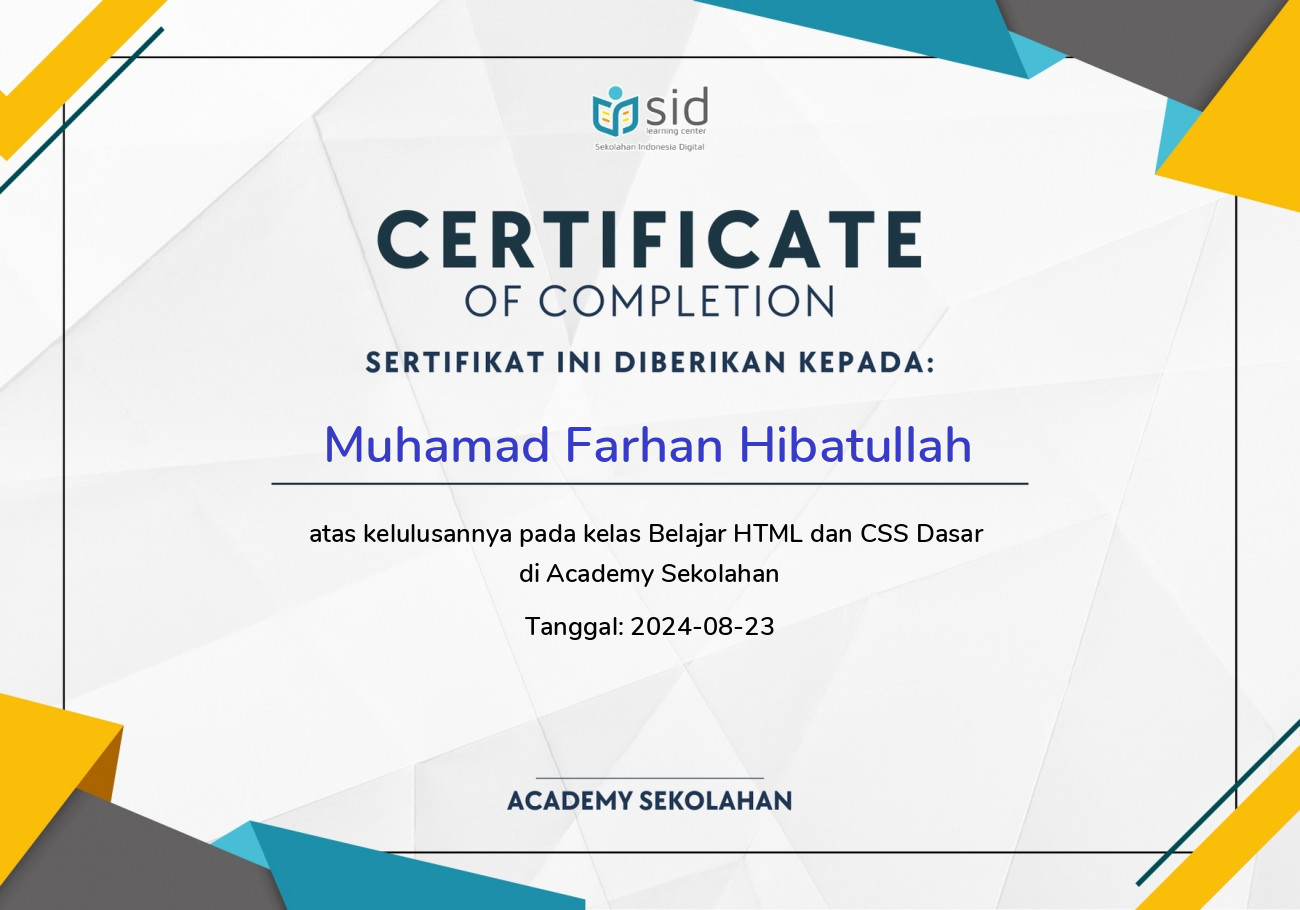 sid
learning center
Sekolahan Indonesia Digital
CERTIFICATE
OF COMPLETION
SERTIFIKAT INI DIBERIKAN KEPADA:
Muhamad Farhan Hibatullah
atas kelulusannya pada kelas Belajar HTML dan CSS Dasar
di Academy Sekolahan
Tanggal: 2024-08-23
ACADEMY SEKOLAHAN